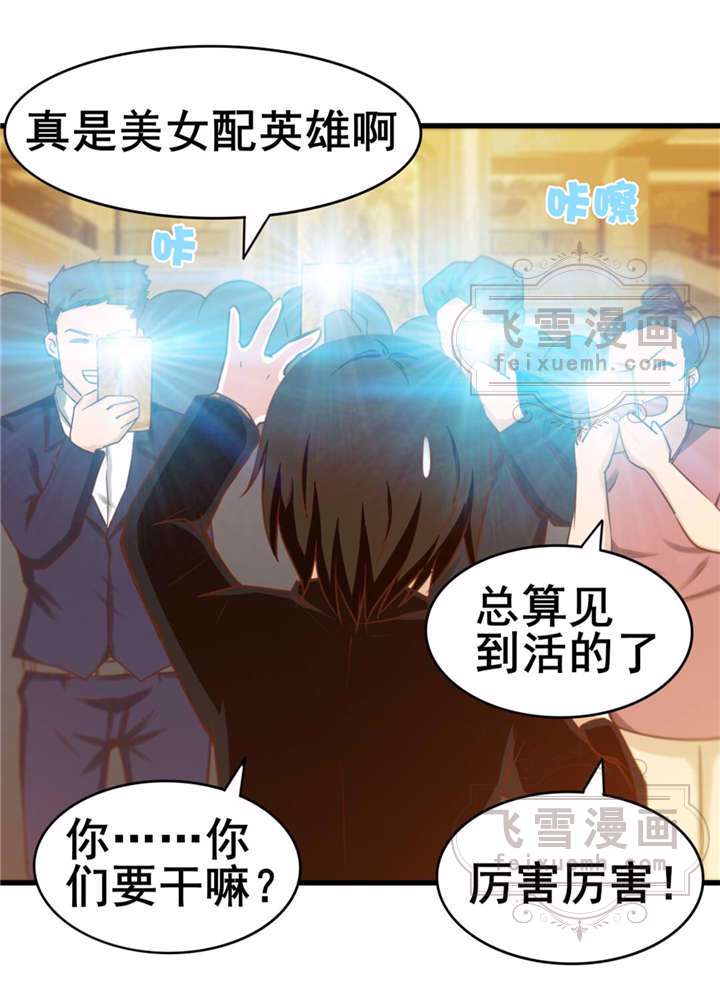 真是美女配英雄啊
咔
咔嚓
飞雪漫画
feixuemh.com
总算见
到活的了
你……你
们要干嘛？
飞雪漫画
feixuemh.com
厉害厉害！